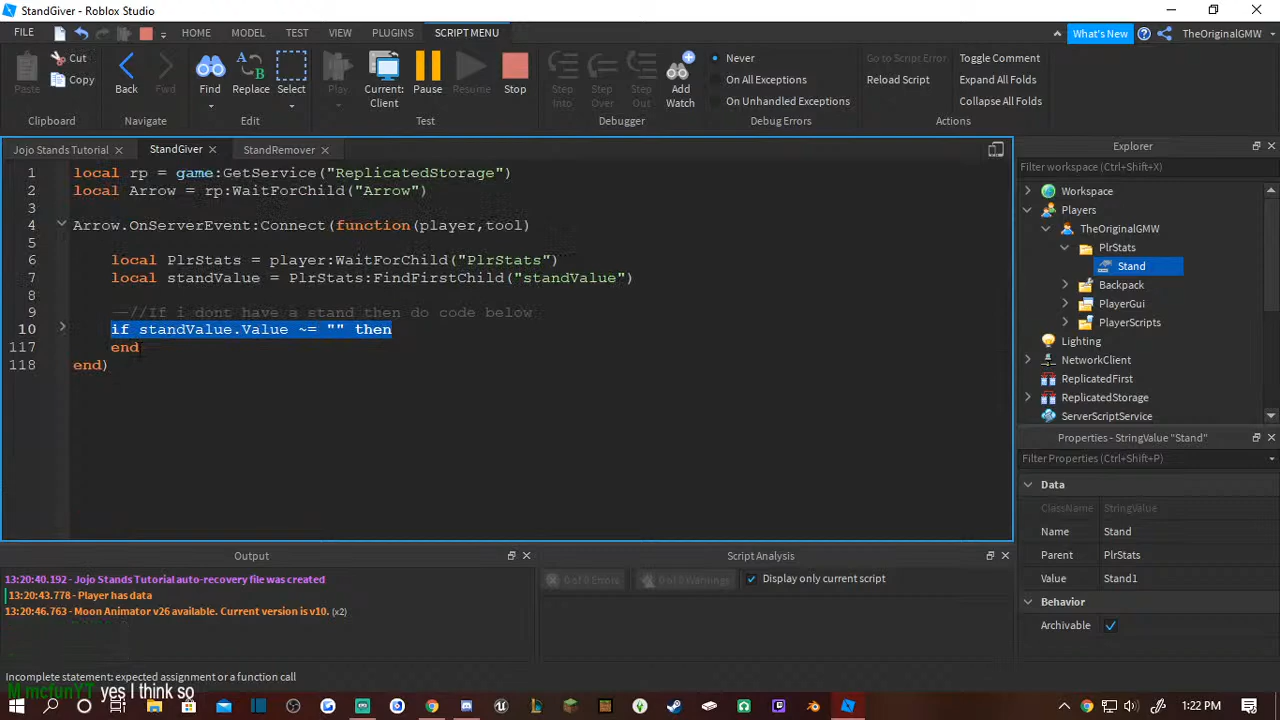 StandGiver - Roblox Studio
FILE HOME MODEL TEST VIEW PLUGINS SCRIPT MENU What's New TheOriginalGMW
Paste Cut Copy Back Fwd Find Replace Select Play Current: Client Pause Resume Stop Step Into Step Over Step Out Add Watch
Never
On All Exceptions
On Unhandled Exceptions
Go to Script Error
Reload Script
Toggle Comment
Expand All Folds
Collapse All Folds
Clipboard Navigate Edit Test Debugger Debug Errors Actions
Jojo Stands Tutorial StandGiver StandRemover
1 local rp = game:GetService("ReplicatedStorage")
2 local Arrow = rp:WaitForChild("Arrow")
3
4 Arrow.OnServerEvent:Connect(function(player,tool)
5
6 local PlrStats = player:WaitForChild("PlrStats")
7 local standValue = PlrStats:FindFirstChild("standValue")
8
9 --//If i dont have a stand then do code below
10 if standValue.Value ~= "" then
117 end
118 end)
Explorer
Filter workspace (Ctrl+Shift+X)
Workspace
Players
TheOriginalGMW
PlrStats
Stand
Backpack
PlayerGui
PlayerScripts
Lighting
NetworkClient
ReplicatedFirst
ReplicatedStorage
ServerScriptService
Properties - StringValue "Stand"
Filter Properties (Ctrl+Shift+P)
Data
ClassName StringValue
Name Stand
Parent PlrStats
Value Stand1
Behavior
Archivable
Output
13:20:40.192 - Jojo Stands Tutorial auto-recovery file was created
13:20:43.778 - Player has data
13:20:46.763 - Moon Animator v26 available. Current version is v10. (x2)
Script Analysis
0 of 0 Errors 0 of 0 Warnings Display only current script
Incomplete statement: expected assignment or a function call
M mcfunYT yes I think so
1:22 PM